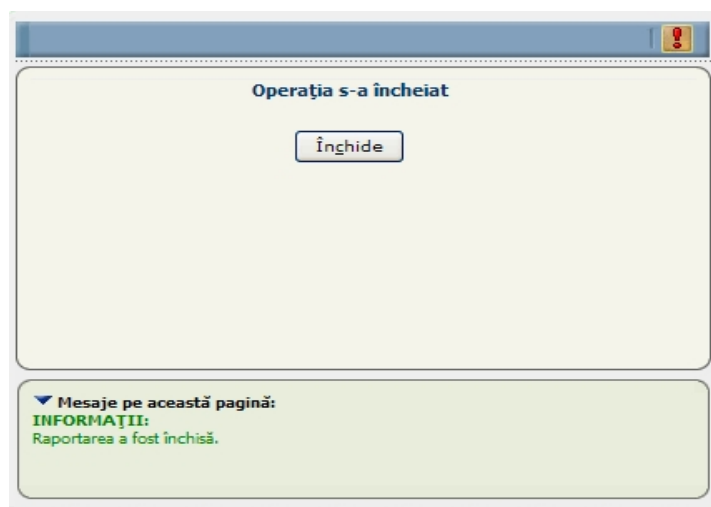 Operaţia s-a încheiat
Închide
Mesaje pe această pagină:
INFORMAŢII:
Raportarea a fost închisă.